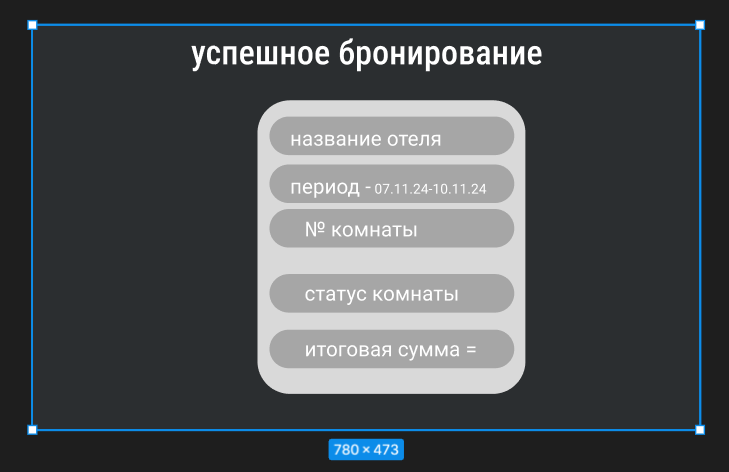 успешное бронирование
название отеля
период - 07.11.24-10.11.24
№ комнаты
статус комнаты
итоговая сумма =
780 × 473